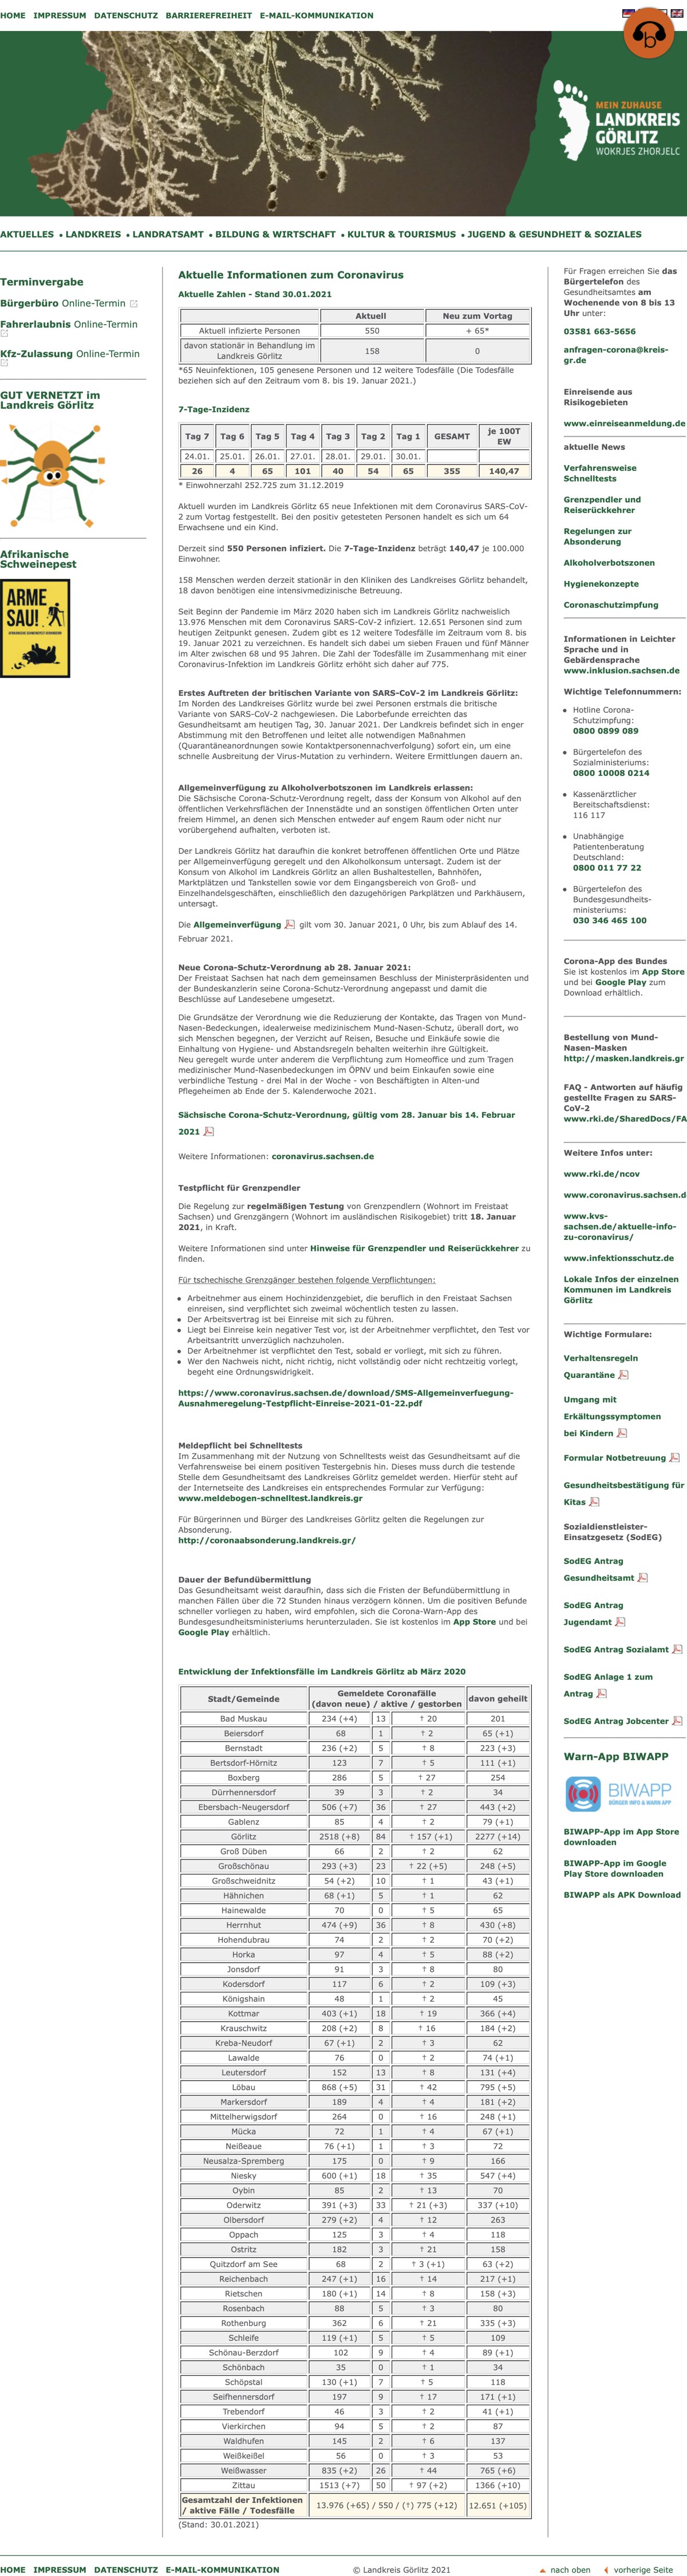 HOME IMPRESSUM DATENSCHUTZ BARRIEREFREIHEIT E-MAIL-KOMMUNIKATION
b
MEIN ZUHAUSE
LANDKREIS
GÖRLITZ
WOKRJES ZHORJELC
AKTUELLES • LANDKREIS • LANDRATSAMT • BILDUNG & WIRTSCHAFT • KULTUR & TOURISMUS • JUGEND & GESUNDHEIT & SOZIALES
Terminvergabe
Bürgerbüro Online-Termin
Fahrerlaubnis Online-Termin
Kfz-Zulassung Online-Termin
GUT VERNETZT im
Landkreis Görlitz
Afrikanische
Schweinepest
ARME
SAU!
Aktuelle Informationen zum Coronavirus
Aktuelle Zahlen - Stand 30.01.2021
Aktuell Neu zum Vortag
Aktuell infizierte Personen 550 + 65*
davon stationär in Behandlung im
Landkreis Görlitz 158 0
*65 Neuinfektionen, 105 genesene Personen und 12 weitere Todesfälle (Die Todesfälle
beziehen sich auf den Zeitraum vom 8. bis 19. Januar 2021.)
7-Tage-Inzidenz
Tag 7 Tag 6 Tag 5 Tag 4 Tag 3 Tag 2 Tag 1 GESAMT je 100T
EW
24.01. 25.01. 26.01. 27.01. 28.01. 29.01. 30.01.
26 4 65 101 40 54 65 355 140,47
* Einwohnerzahl 252.725 zum 31.12.2019
Aktuell wurden im Landkreis Görlitz 65 neue Infektionen mit dem Coronavirus SARS-CoV-
2 zum Vortag festgestellt. Bei den positiv getesteten Personen handelt es sich um 64
Erwachsene und ein Kind.
Derzeit sind 550 Personen infiziert. Die 7-Tage-Inzidenz beträgt 140,47 je 100.000
Einwohner.
158 Menschen werden derzeit stationär in den Kliniken des Landkreises Görlitz behandelt,
18 davon benötigen eine intensivmedizinische Betreuung.
Seit Beginn der Pandemie im März 2020 haben sich im Landkreis Görlitz nachweislich
13.976 Menschen mit dem Coronavirus SARS-CoV-2 infiziert. 12.651 Personen sind zum
heutigen Zeitpunkt genesen. Zudem gibt es 12 weitere Todesfälle im Zeitraum vom 8. bis
19. Januar 2021 zu verzeichnen. Es handelt sich dabei um sieben Frauen und fünf Männer
im Alter zwischen 68 und 95 Jahren. Die Zahl der Todesfälle im Zusammenhang mit einer
Coronavirus-Infektion im Landkreis Görlitz erhöht sich daher auf 775.
Erstes Auftreten der britischen Variante von SARS-CoV-2 im Landkreis Görlitz:
Im Norden des Landkreises Görlitz wurde bei zwei Personen erstmals die britische
Variante von SARS-CoV-2 nachgewiesen. Die Laborbefunde erreichten das
Gesundheitsamt am heutigen Tag, 30. Januar 2021. Der Landkreis befindet sich in enger
Abstimmung mit den Betroffenen und leitet alle notwendigen Maßnahmen
(Quarantäneanordnungen sowie Kontaktpersonennachverfolgung) sofort ein, um eine
schnelle Ausbreitung der Virus-Mutation zu verhindern. Weitere Ermittlungen dauern an.
Allgemeinverfügung zu Alkoholverbotszonen im Landkreis erlassen:
Die Sächsische Corona-Schutz-Verordnung regelt, dass der Konsum von Alkohol auf den
öffentlichen Verkehrsflächen der Innenstädte und an sonstigen öffentlichen Orten unter
freiem Himmel, an denen sich Menschen entweder auf engem Raum oder nicht nur
vorübergehend aufhalten, verboten ist.
Der Landkreis Görlitz hat daraufhin die konkret betroffenen öffentlichen Orte und Plätze
per Allgemeinverfügung geregelt und den Alkoholkonsum untersagt. Zudem ist der
Konsum von Alkohol im Landkreis Görlitz an allen Bushaltestellen, Bahnhöfen,
Marktplätzen und Tankstellen sowie vor dem Eingangsbereich von Groß- und
Einzelhandelsgeschäften, einschließlich den dazugehörigen Parkplätzen und Parkhäusern,
untersagt.
Die Allgemeinverfügung gilt vom 30. Januar 2021, 0 Uhr, bis zum Ablauf des 14.
Februar 2021.
Neue Corona-Schutz-Verordnung ab 28. Januar 2021:
Der Freistaat Sachsen hat nach dem gemeinsamen Beschluss der Ministerpräsidenten und
der Bundeskanzlerin seine Corona-Schutz-Verordnung angepasst und damit die
Beschlüsse auf Landesebene umgesetzt.
Die Grundsätze der Verordnung wie die Reduzierung der Kontakte, das Tragen von Mund-
Nasen-Bedeckungen, idealerweise medizinischem Mund-Nasen-Schutz, überall dort, wo
sich Menschen begegnen, der Verzicht auf Reisen, Besuche und Einkäufe sowie die
Einhaltung von Hygiene- und Abstandsregeln behalten weiterhin ihre Gültigkeit.
Neu geregelt wurde unter anderem die Verpflichtung zum Homeoffice und zum Tragen
medizinischer Mund-Nasenbedeckungen im ÖPNV und beim Einkaufen sowie eine
verbindliche Testung - drei Mal in der Woche - von Beschäftigten in Alten-und
Pflegeheimen ab Ende der 5. Kalenderwoche 2021.
Sächsische Corona-Schutz-Verordnung, gültig vom 28. Januar bis 14. Februar
2021
Weitere Informationen: coronavirus.sachsen.de
Testpflicht für Grenzpendler
Die Regelung zur regelmäßigen Testung von Grenzpendlern (Wohnort im Freistaat
Sachsen) und Grenzgängern (Wohnort im ausländischen Risikogebiet) tritt 18. Januar
2021, in Kraft.
Weitere Informationen sind unter Hinweise für Grenzpendler und Reiserückkehrer zu
finden.
Für tschechische Grenzgänger bestehen folgende Verpflichtungen:
• Arbeitnehmer aus einem Hochinzidenzgebiet, die beruflich in den Freistaat Sachsen
einreisen, sind verpflichtet sich zweimal wöchentlich testen zu lassen.
• Der Arbeitsvertrag ist bei Einreise mit sich zu führen.
• Liegt bei Einreise kein negativer Test vor, ist der Arbeitnehmer verpflichtet, den Test vor
Arbeitsantritt unverzüglich nachzuholen.
• Der Arbeitnehmer ist verpflichtet den Test, sobald er vorliegt, mit sich zu führen.
• Wer den Nachweis nicht, nicht richtig, nicht vollständig oder nicht rechtzeitig vorlegt,
begeht eine Ordnungswidrigkeit.
https://www.coronavirus.sachsen.de/download/SMS-Allgemeinverfuegung-
Ausnahmeregelung-Testpflicht-Einreise-2021-01-22.pdf
Meldepflicht bei Schnelltests
Im Zusammenhang mit der Nutzung von Schnelltests weist das Gesundheitsamt auf die
Verfahrensweise bei einem positiven Testergebnis hin. Dieses muss durch die testende
Stelle dem Gesundheitsamt des Landkreises Görlitz gemeldet werden. Hierfür steht auf
der Internetseite des Landkreises ein entsprechendes Formular zur Verfügung:
www.meldebogen-schnelltest.landkreis.gr
Für Bürgerinnen und Bürger des Landkreises Görlitz gelten die Regelungen zur
Absonderung.
http://coronaabsonderung.landkreis.gr/
Dauer der Befundübermittlung
Das Gesundheitsamt weist daraufhin, dass sich die Fristen der Befundübermittlung in
manchen Fällen über die 72 Stunden hinaus verzögern können. Um die positiven Befunde
schneller vorliegen zu haben, wird empfohlen, sich die Corona-Warn-App des
Bundesgesundheitsministeriums herunterzuladen. Sie ist kostenlos im App Store und bei
Google Play erhältlich.
Entwicklung der Infektionsfälle im Landkreis Görlitz ab März 2020
Stadt/Gemeinde Gemeldete Coronafälle
(davon neue) / aktive / gestorben davon geheilt
Bad Muskau 234 (+4) 13 † 20 201
Beiersdorf 68 1 † 2 65 (+1)
Bernstadt 236 (+2) 5 † 8 223 (+3)
Bertsdorf-Hörnitz 123 7 † 5 111 (+1)
Boxberg 286 5 † 27 254
Dürrhennersdorf 39 3 † 2 34
Ebersbach-Neugersdorf 506 (+7) 36 † 27 443 (+2)
Gablenz 85 4 † 2 79 (+1)
Görlitz 2518 (+8) 84 † 157 (+1) 2277 (+14)
Groß Düben 66 2 † 2 62
Großschönau 293 (+3) 23 † 22 (+5) 248 (+5)
Großschweidnitz 54 (+2) 10 † 1 43 (+1)
Hähnichen 68 (+1) 5 † 1 62
Hainewalde 70 0 † 5 65
Herrnhut 474 (+9) 36 † 8 430 (+8)
Hohendubrau 74 2 † 2 70 (+2)
Horka 97 4 † 5 88 (+2)
Jonsdorf 91 3 † 8 80
Kodersdorf 117 6 † 2 109 (+3)
Königshain 48 1 † 2 45
Kottmar 403 (+1) 18 † 19 366 (+4)
Krauschwitz 208 (+2) 8 † 16 184 (+2)
Kreba-Neudorf 67 (+1) 2 † 3 62
Lawalde 76 0 † 2 74 (+1)
Leutersdorf 152 13 † 8 131 (+4)
Löbau 868 (+5) 31 † 42 795 (+5)
Markersdorf 189 4 † 4 181 (+2)
Mittelherwigsdorf 264 0 † 16 248 (+1)
Mücka 72 1 † 4 67 (+1)
Neißeaue 76 (+1) 1 † 3 72
Neusalza-Spremberg 175 0 † 9 166
Niesky 600 (+1) 18 † 35 547 (+4)
Oybin 85 2 † 13 70
Oderwitz 391 (+3) 33 † 21 (+3) 337 (+10)
Olbersdorf 279 (+2) 4 † 12 263
Oppach 125 3 † 4 118
Ostritz 182 3 † 21 158
Quitzdorf am See 68 2 † 3 (+1) 63 (+2)
Reichenbach 247 (+1) 16 † 14 217 (+1)
Rietschen 180 (+1) 14 † 8 158 (+3)
Rosenbach 88 5 † 3 80
Rothenburg 362 6 † 21 335 (+3)
Schleife 119 (+1) 5 † 5 109
Schönau-Berzdorf 102 9 † 4 89 (+1)
Schönbach 35 0 † 1 34
Schöpstal 130 (+1) 7 † 5 118
Seifhennersdorf 197 9 † 17 171 (+1)
Trebendorf 46 3 † 2 41 (+1)
Vierkirchen 94 5 † 2 87
Waldhufen 145 2 † 6 137
Weißkeißel 56 0 † 3 53
Weißwasser 835 (+2) 26 † 44 765 (+6)
Zittau 1513 (+7) 50 † 97 (+2) 1366 (+10)
Gesamtzahl der Infektionen
/ aktive Fälle / Todesfälle 13.976 (+65) / 550 / (†) 775 (+12) 12.651 (+105)
(Stand: 30.01.2021)
Für Fragen erreichen Sie das
Bürgertelefon des
Gesundheitsamtes am
Wochenende von 8 bis 13
Uhr unter:
03581 663-5656
anfragen-corona@kreis-
gr.de
Einreisende aus
Risikogebieten
www.einreiseanmeldung.de
aktuelle News
Verfahrensweise
Schnelltests
Grenzpendler und
Reiserückkehrer
Regelungen zur
Absonderung
Alkoholverbotszonen
Hygienekonzepte
Coronaschutzimpfung
Informationen in Leichter
Sprache und in
Gebärdensprache
www.inklusion.sachsen.de
Wichtige Telefonnummern:
• Hotline Corona-
Schutzimpfung:
0800 0899 089
• Bürgertelefon des
Sozialministeriums:
0800 10008 0214
• Kassenärztlicher
Bereitschaftsdienst:
116 117
• Unabhängige
Patientenberatung
Deutschland:
0800 011 77 22
• Bürgertelefon des
Bundesgesundheits-
ministeriums:
030 346 465 100
Corona-App des Bundes
Sie ist kostenlos im App Store
und bei Google Play zum
Download erhältlich.
Bestellung von Mund-
Nasen-Masken
http://masken.landkreis.gr
FAQ - Antworten auf häufig
gestellte Fragen zu SARS-
CoV-2
www.rki.de/SharedDocs/FA
Weitere Infos unter:
www.rki.de/ncov
www.coronavirus.sachsen.d
www.kvs-
sachsen.de/aktuelle-info-
zu-coronavirus/
www.infektionsschutz.de
Lokale Infos der einzelnen
Kommunen im Landkreis
Görlitz
Wichtige Formulare:
Verhaltensregeln
Quarantäne
Umgang mit
Erkältungssymptomen
bei Kindern
Formular Notbetreuung
Gesundheitsbestätigung für
Kitas
Sozialdienstleister-
Einsatzgesetz (SodEG)
SodEG Antrag
Gesundheitsamt
SodEG Antrag
Jugendamt
SodEG Antrag Sozialamt
SodEG Anlage 1 zum
Antrag
SodEG Antrag Jobcenter
Warn-App BIWAPP
BIWAPP
BÜRGER INFO & WARN APP
BIWAPP-App im App Store
downloaden
BIWAPP-App im Google
Play Store downloaden
BIWAPP als APK Download
HOME IMPRESSUM DATENSCHUTZ E-MAIL-KOMMUNIKATION © Landkreis Görlitz 2021 nach oben vorherige Seite